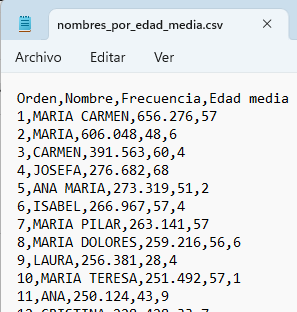 nombres_por_edad_media.csv
Archivo Editar Ver
Orden,Nombre,Frecuencia,Edad media
1,MARIA CARMEN,656.276,57
2,MARIA,606.048,48,6
3,CARMEN,391.563,60,4
4,JOSEFA,276.682,68
5,ANA MARIA,273.319,51,2
6,ISABEL,266.967,57,4
7,MARIA PILAR,263.141,57
8,MARIA DOLORES,259.216,56,6
9,LAURA,256.381,28,4
10,MARIA TERESA,251.492,57,1
11,ANA,250.124,43,9